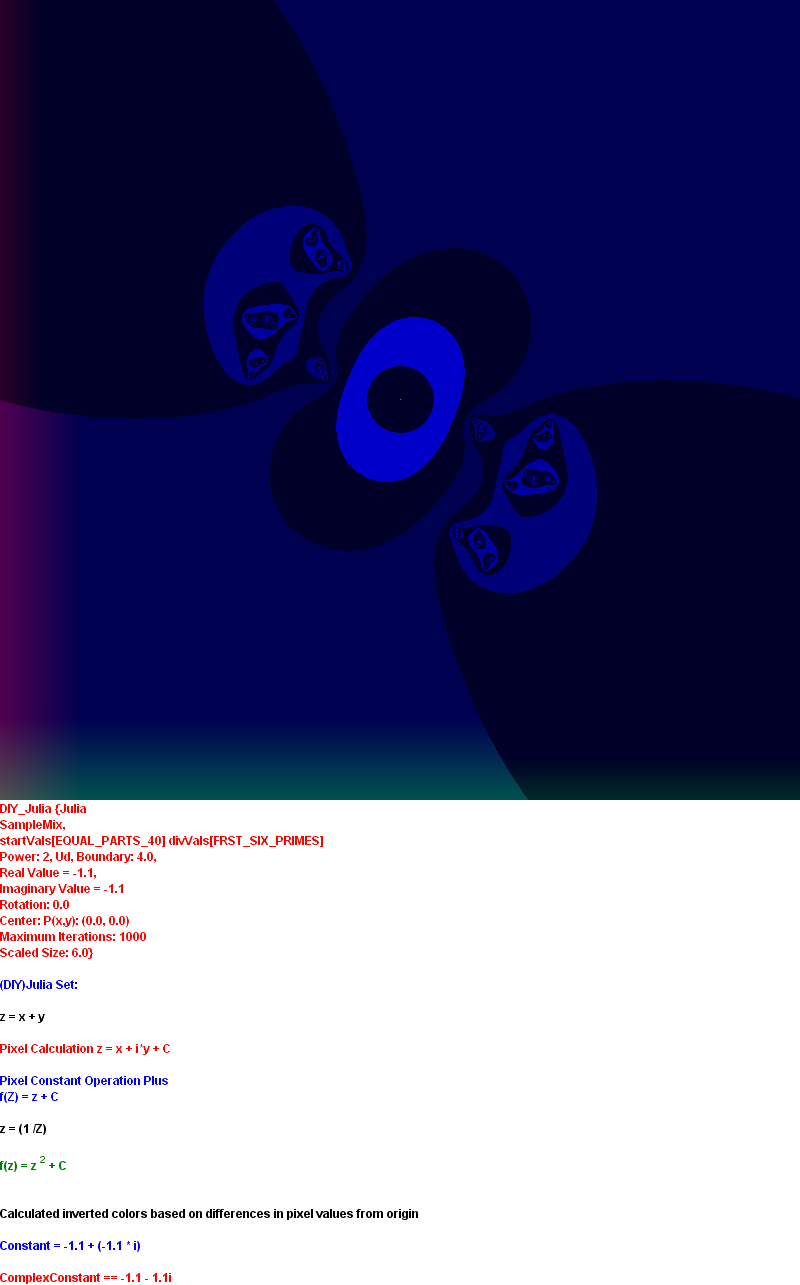 DIY_Julia {Julia
SampleMix,
startVals[EQUAL_PARTS_40] divVals[FRST_SIX_PRIMES]
Power: 2, Ud, Boundary: 4.0,
Real Value = -1.1,
Imaginary Value = -1.1
Rotation: 0.0
Center: P(x,y): (0.0, 0.0)
Maximum Iterations: 1000
Scaled Size: 6.0}
(DIY)Julia Set:
z = x + y
Pixel Calculation z = x + i*y + C
Pixel Constant Operation Plus
f(Z) = z + C
z = (1 /Z)
f(z) = z 2 + C
Calculated inverted colors based on differences in pixel values from origin
Constant = -1.1 + (-1.1 * i)
ComplexConstant == -1.1 - 1.1i